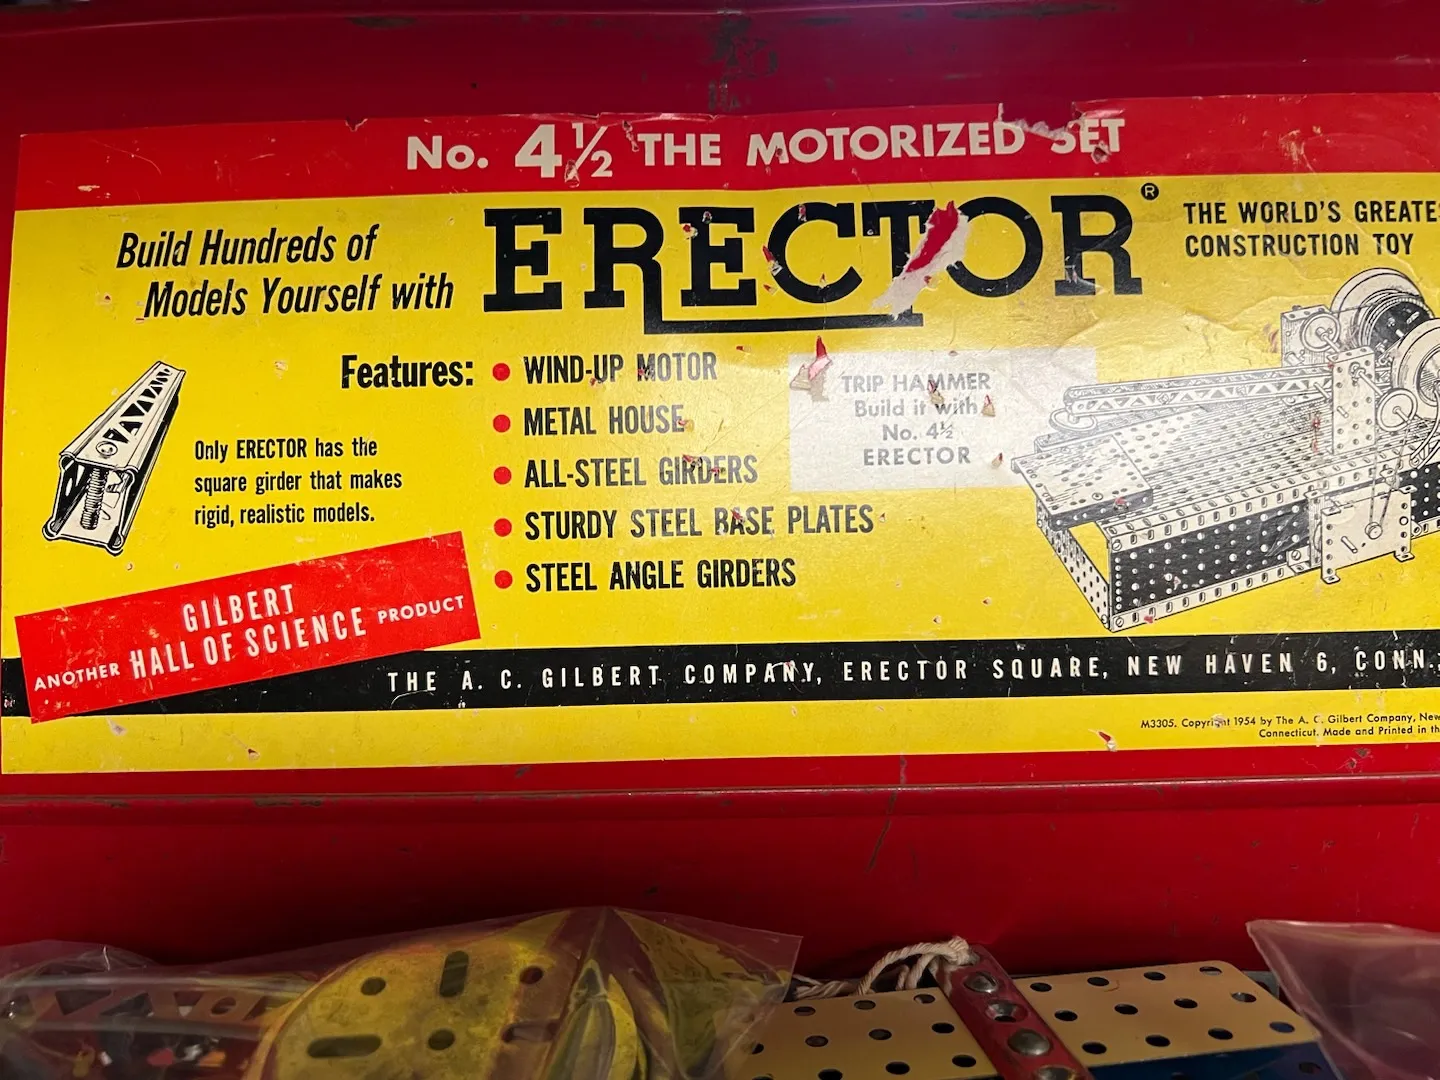 No. 4½ THE MOTORIZED SET
Build Hundreds of
Models Yourself with
ERECTOR®
THE WORLD'S GREATES
CONSTRUCTION TOY
Features:
• WIND-UP MOTOR
• METAL HOUSE
• ALL-STEEL GIRDERS
• STURDY STEEL BASE PLATES
• STEEL ANGLE GIRDERS
Only ERECTOR has the
square girder that makes
rigid, realistic models.
TRIP HAMMER
Build it with
No. 4½
ERECTOR
GILBERT
ANOTHER HALL OF SCIENCE PRODUCT
THE A. C. GILBERT COMPANY, ERECTOR SQUARE, NEW HAVEN 6, CONN.,
M3305. Copyright 1954 by The A. C. Gilbert Company, New
Connecticut. Made and Printed in th